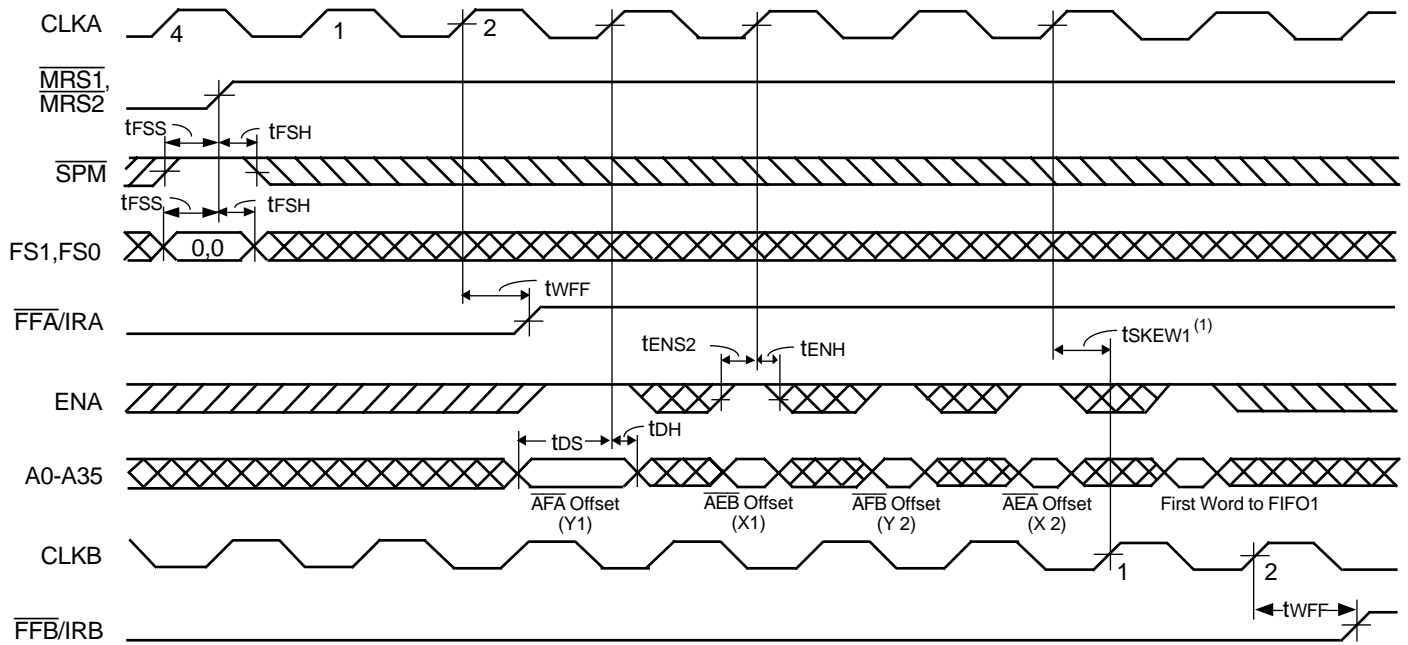 CLKA 4 1 2
MRS1,
MRS2
tFSS tFSH
SPM
tFSS tFSH
FS1,FS0 0,0
tWFF
FFA/IRA
tENS2 tENH tSKEW1(1)
ENA
tDS tDH
A0-A35
AFA Offset AEB Offset AFB Offset AEA Offset First Word to FIFO1
(Y1) (X1) (Y 2) (X 2)
CLKB 1 2
tWFF
FFB/IRB